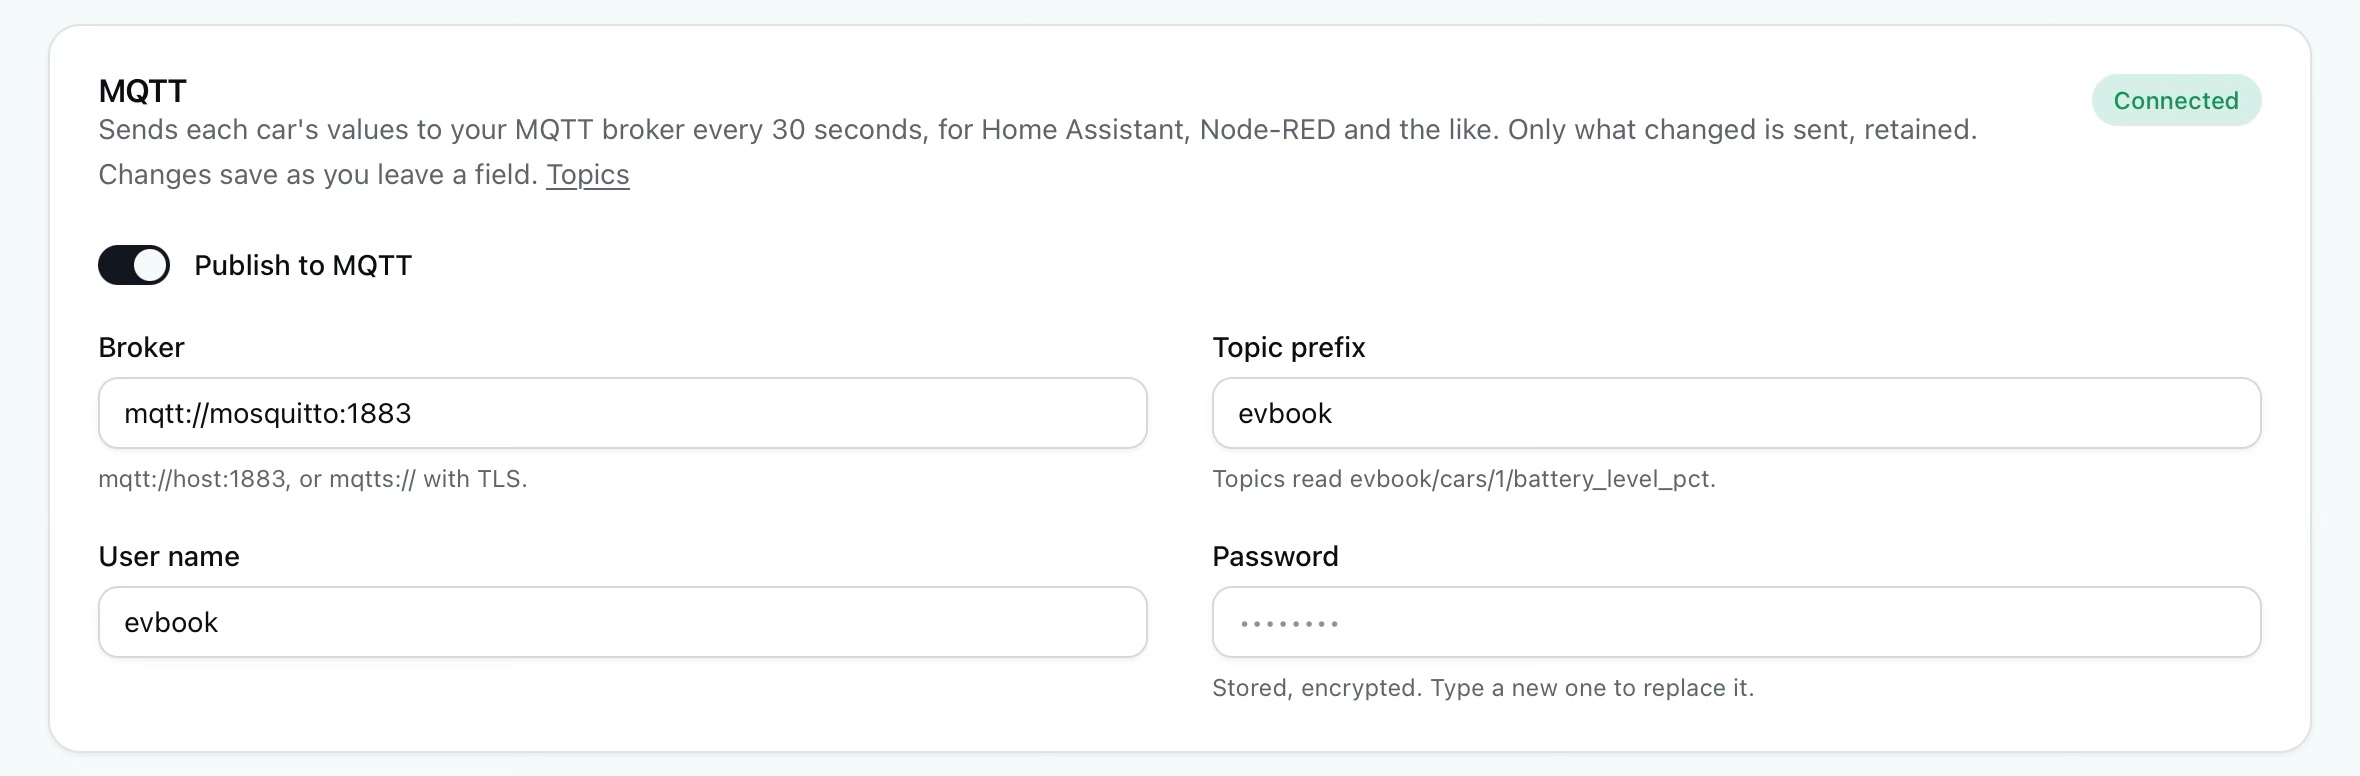 MQTT
Connected
Sends each car's values to your MQTT broker every 30 seconds, for Home Assistant, Node-RED and the like. Only what changed is sent, retained.
Changes save as you leave a field. Topics
Publish to MQTT
Broker
mqtt://mosquitto:1883
mqtt://host:1883, or mqtts:// with TLS.
Topic prefix
evbook
Topics read evbook/cars/1/battery_level_pct.
User name
evbook
Password
••••••••
Stored, encrypted. Type a new one to replace it.